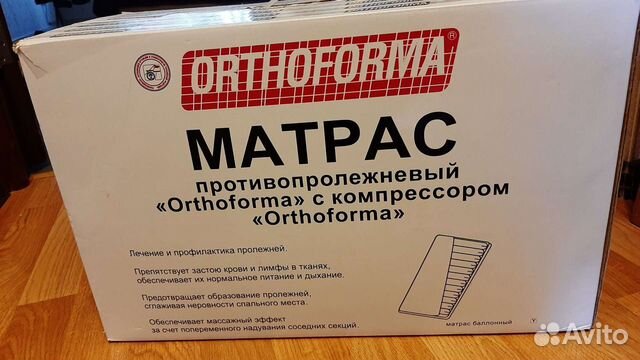 ORTHOFORMA®
МАТРАС
противопролежневый
«Orthoforma» с компрессором
«Orthoforma»
Лечение и профилактика пролежней.
Препятствует застою крови и лимфы в тканях,
обеспечивает их нормальное питание и дыхание.
Предотвращает образование пролежней,
сглаживая неровности спального места.
Обеспечивает массажный эффект
за счет попеременного надувания соседних секций.
матрас баллонный
Y
Avito